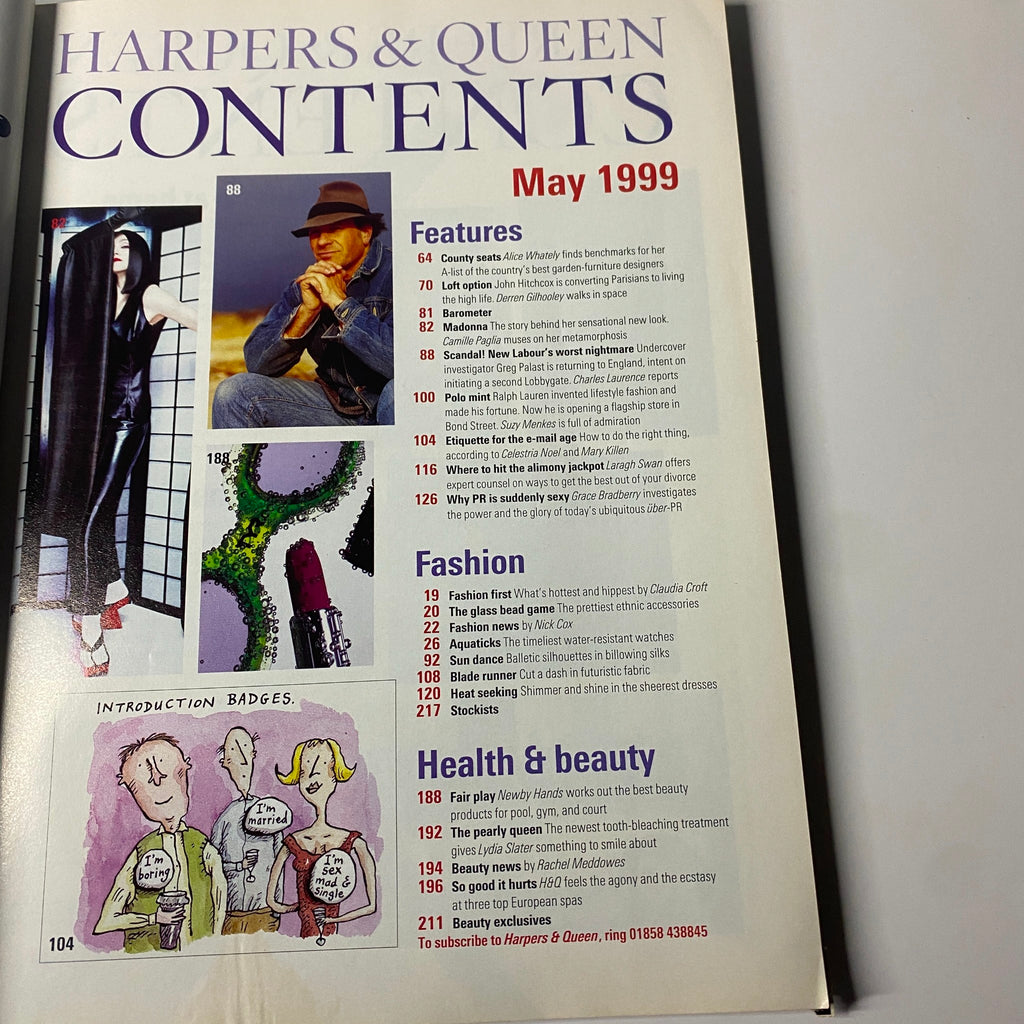 HARPERS & QUEEN
CONTENTS
May 1999
82
88
188
INTRODUCTION BADGES.
I'm
boring
I'm
married
I'm
sex
mad &
single
104
Features
64 County seats Alice Whately finds benchmarks for her
A-list of the country's best garden-furniture designers
70 Loft option John Hitchcox is converting Parisians to living
the high life. Derren Gilhooley walks in space
81 Barometer
82 Madonna The story behind her sensational new look.
Camille Paglia muses on her metamorphosis
88 Scandal! New Labour's worst nightmare Undercover
investigator Greg Palast is returning to England, intent on
initiating a second Lobbygate. Charles Laurence reports
100 Polo mint Ralph Lauren invented lifestyle fashion and
made his fortune. Now he is opening a flagship store in
Bond Street. Suzy Menkes is full of admiration
104 Etiquette for the e-mail age How to do the right thing,
according to Celestria Noel and Mary Killen
116 Where to hit the alimony jackpot Laragh Swan offers
expert counsel on ways to get the best out of your divorce
126 Why PR is suddenly sexy Grace Bradberry investigates
the power and the glory of today's ubiquitous über-PR
Fashion
19 Fashion first What's hottest and hippest by Claudia Croft
20 The glass bead game The prettiest ethnic accessories
22 Fashion news by Nick Cox
26 Aquaticks The timeliest water-resistant watches
92 Sun dance Balletic silhouettes in billowing silks
108 Blade runner Cut a dash in futuristic fabric
120 Heat seeking Shimmer and shine in the sheerest dresses
217 Stockists
Health & beauty
188 Fair play Newby Hands works out the best beauty
products for pool, gym, and court
192 The pearly queen The newest tooth-bleaching treatment
gives Lydia Slater something to smile about
194 Beauty news by Rachel Meddowes
196 So good it hurts H&Q feels the agony and the ecstasy
at three top European spas
211 Beauty exclusives
To subscribe to Harpers & Queen, ring 01858 438845